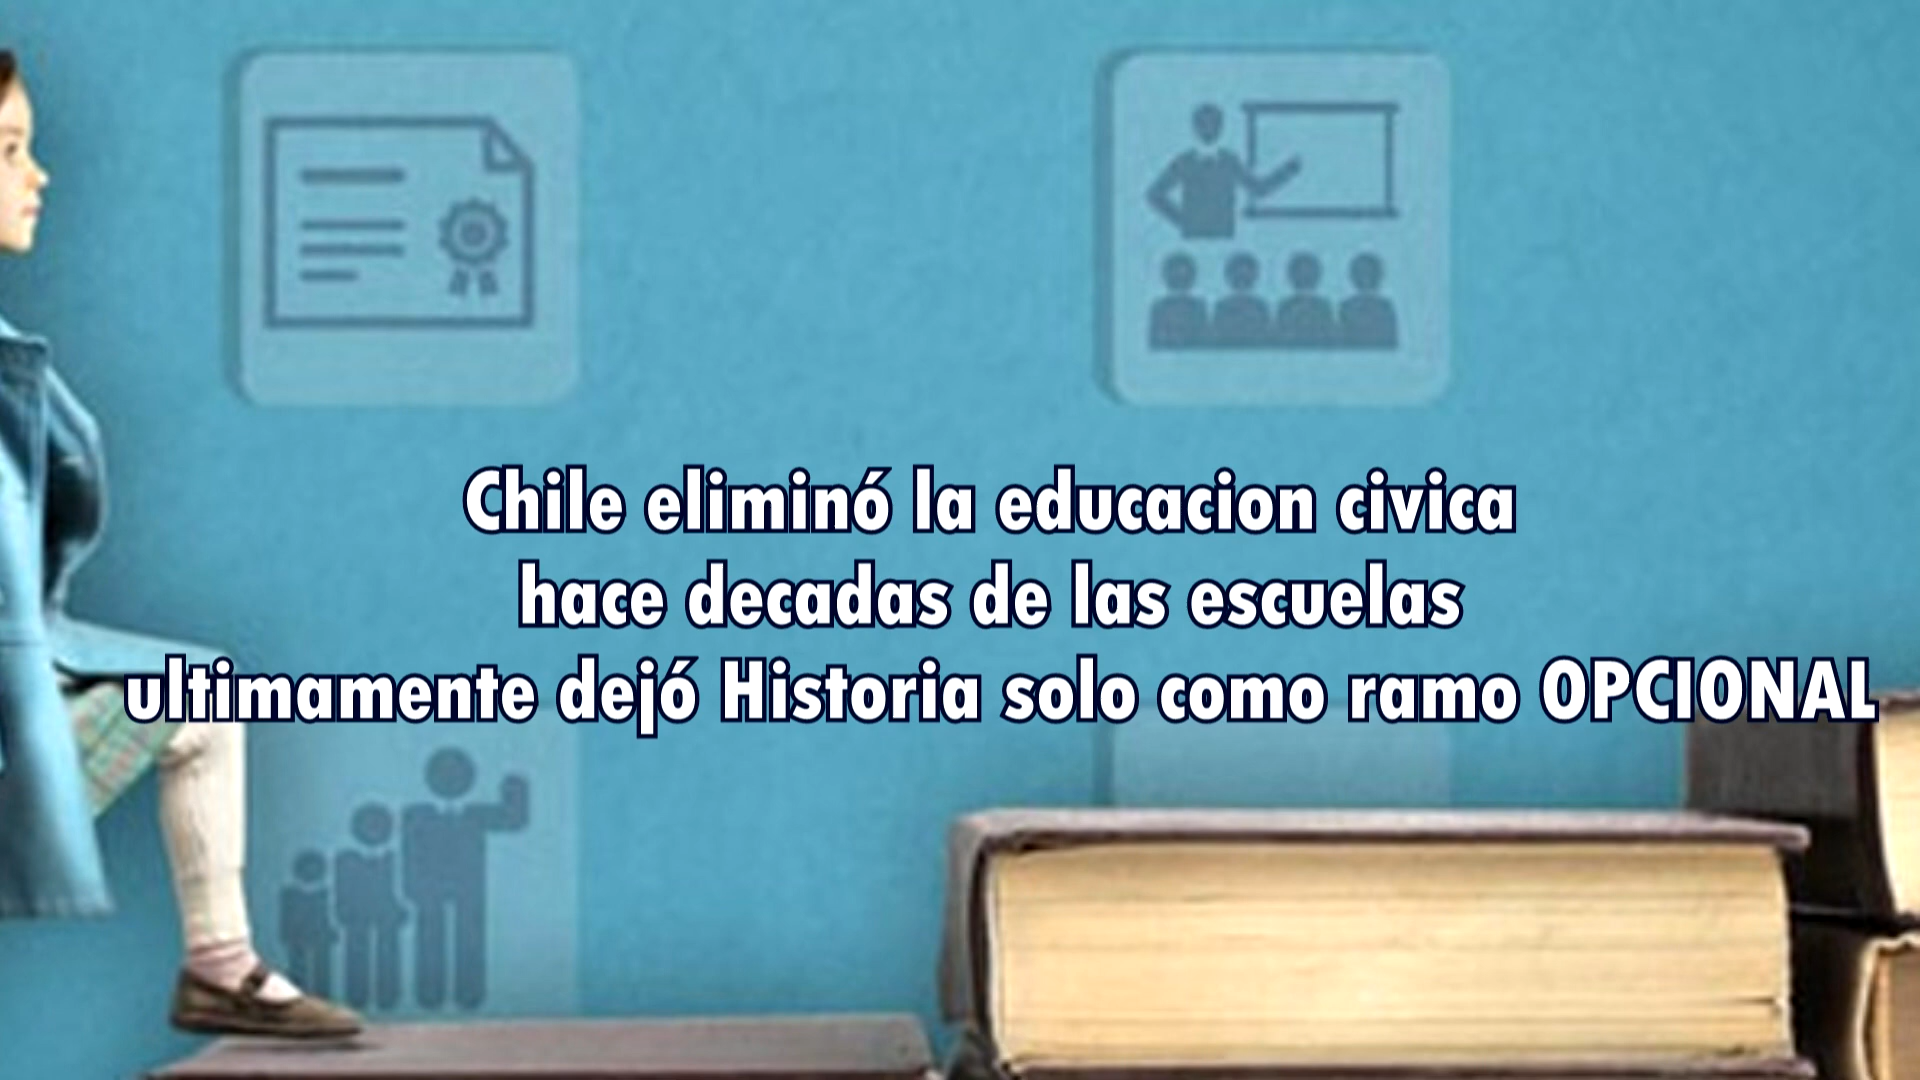 Chile eliminó la educacion civica
hace decadas de las escuelas
ultimamente dejó Historia solo como ramo OPCIONAL